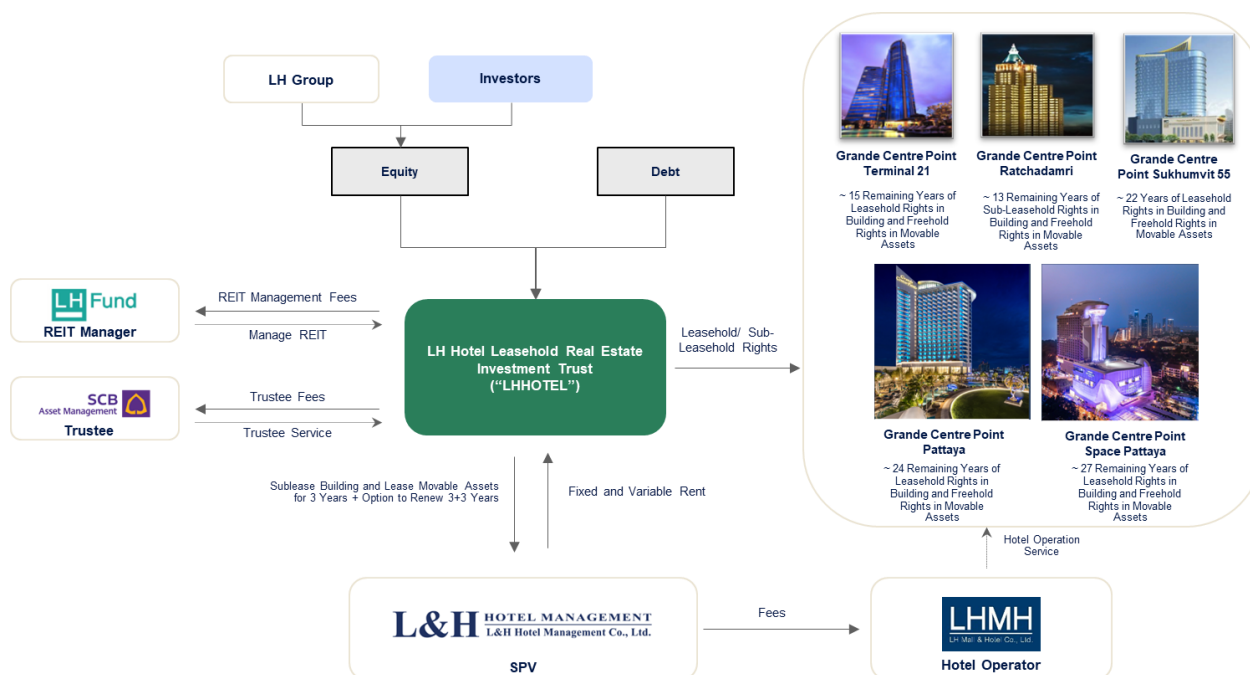 LH Group
Investors
Equity
Debt
LH Fund
REIT Manager
REIT Management Fees
Manage REIT
SCB
Asset Management
Trustee
Trustee Fees
Trustee Service
LH Hotel Leasehold Real Estate
Investment Trust
(“LHHOTEL”)
Leasehold/ Sub-
Leasehold Rights
Grande Centre Point
Terminal 21
~ 15 Remaining Years of
Leasehold Rights in
Building and Freehold
Rights in Movable
Assets
Grande Centre Point
Ratchadamri
~ 13 Remaining Years of
Sub-Leasehold Rights in
Building and Freehold
Rights in Movable
Assets
Grande Centre
Point Sukhumvit 55
~ 22 Years of Leasehold
Rights in Building and
Freehold Rights in
Movable Assets
Grande Centre Point
Pattaya
~ 24 Remaining Years of
Leasehold Rights in
Building and Freehold
Rights in Movable
Assets
Grande Centre Point
Space Pattaya
~ 27 Remaining Years of
Leasehold Rights in
Building and Freehold
Rights in Movable
Assets
Sublease Building and Lease Movable Assets
for 3 Years + Option to Renew 3+3 Years
Fixed and Variable Rent
Hotel Operation
Service
L&H HOTEL MANAGEMENT
L&H Hotel Management Co., Ltd.
SPV
Fees
LHMH
LH Mall & Hotel Co., Ltd.
Hotel Operator